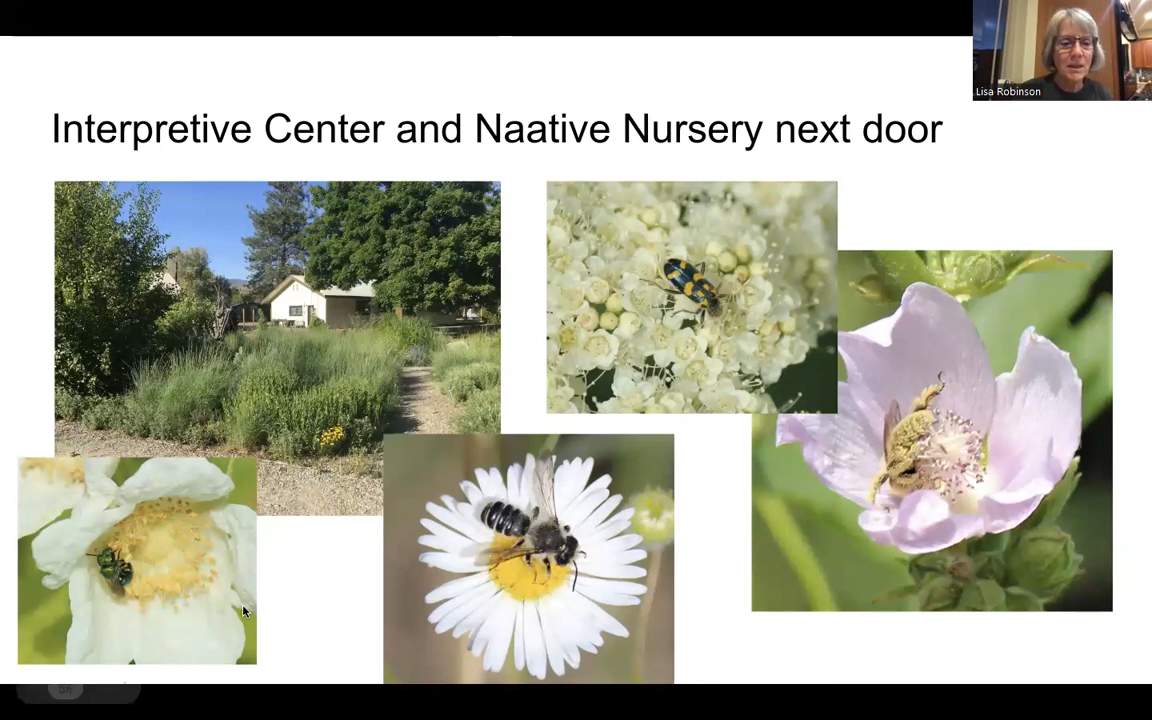 Lisa Robinson
Interpretive Center and Naative Nursery next door